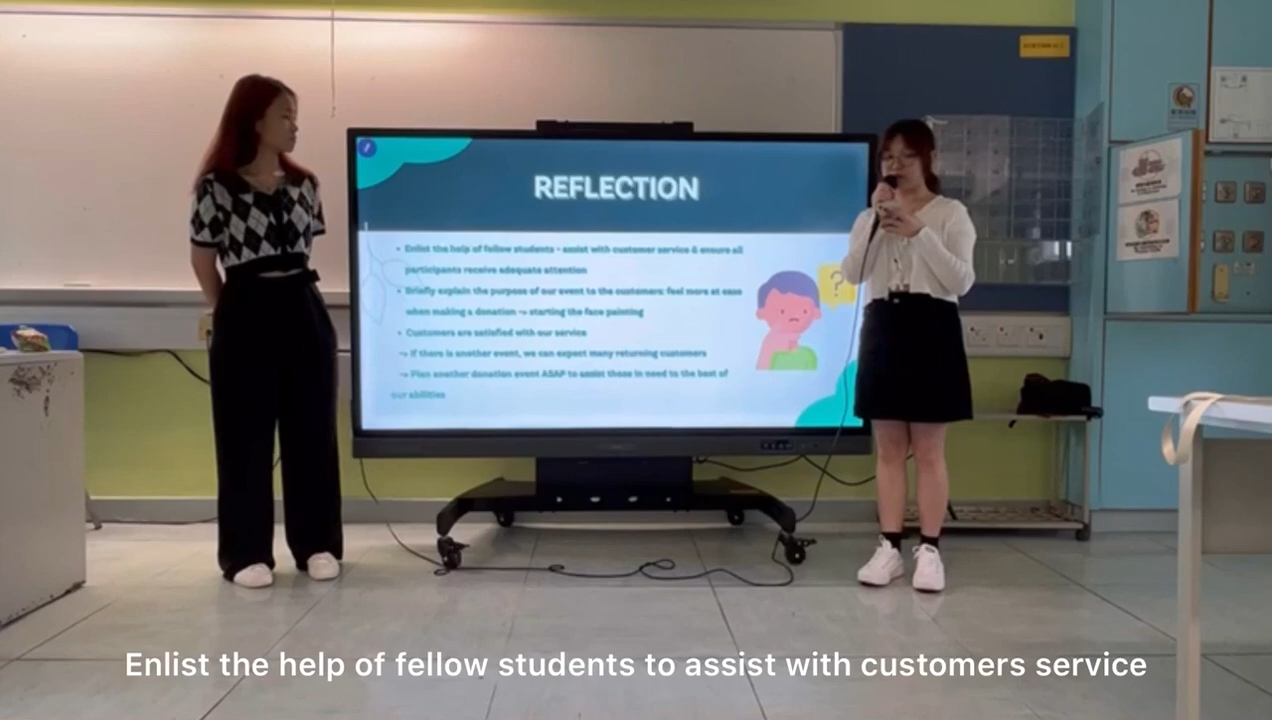 REFLECTION
• Enlist the help of fellow students - assist with customer service & ensure all
participants receive adequate attention
• Briefly explain the purpose of our event to the customers: feel more at ease
when making a donation -> starting the face painting
• Customers are satisfied with our service
-> If there is another event, we can expect many returning customers
-> Plan another donation event ASAP to assist those in need to the best of
our abilities
?
Enlist the help of fellow students to assist with customers service